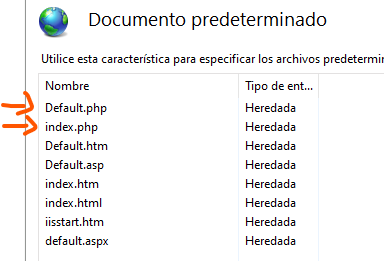 Documento predeterminado
Utilice esta característica para especificar los archivos predetermin
Nombre Tipo de ent...
Default.php Heredada
index.php Heredada
Default.htm Heredada
Default.asp Heredada
index.htm Heredada
index.html Heredada
iisstart.htm Heredada
default.aspx Heredada